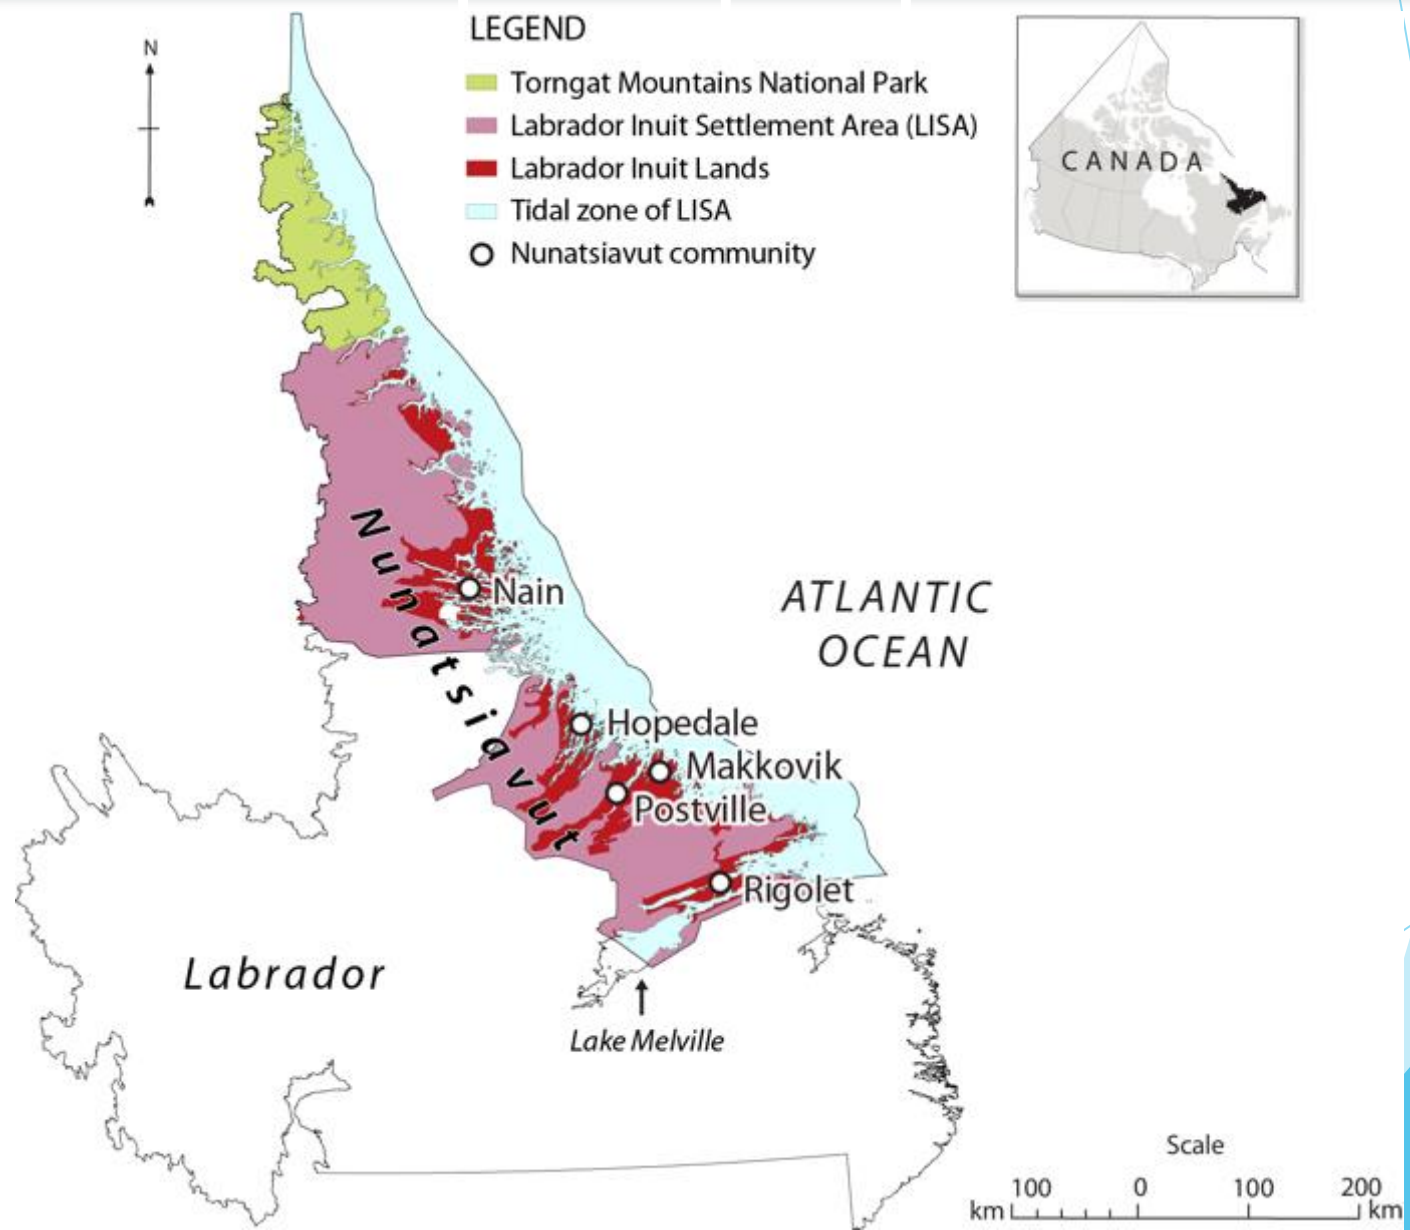 N
LEGEND
Torngat Mountains National Park
Labrador Inuit Settlement Area (LISA)
Labrador Inuit Lands
Tidal zone of LISA
Nunatsiavut community
CANADA
Nunatsiavut
Nain
ATLANTIC
OCEAN
Hopedale
Makkovik
Postville
Rigolet
Labrador
Lake Melville
Scale
100 0 100 200
km km